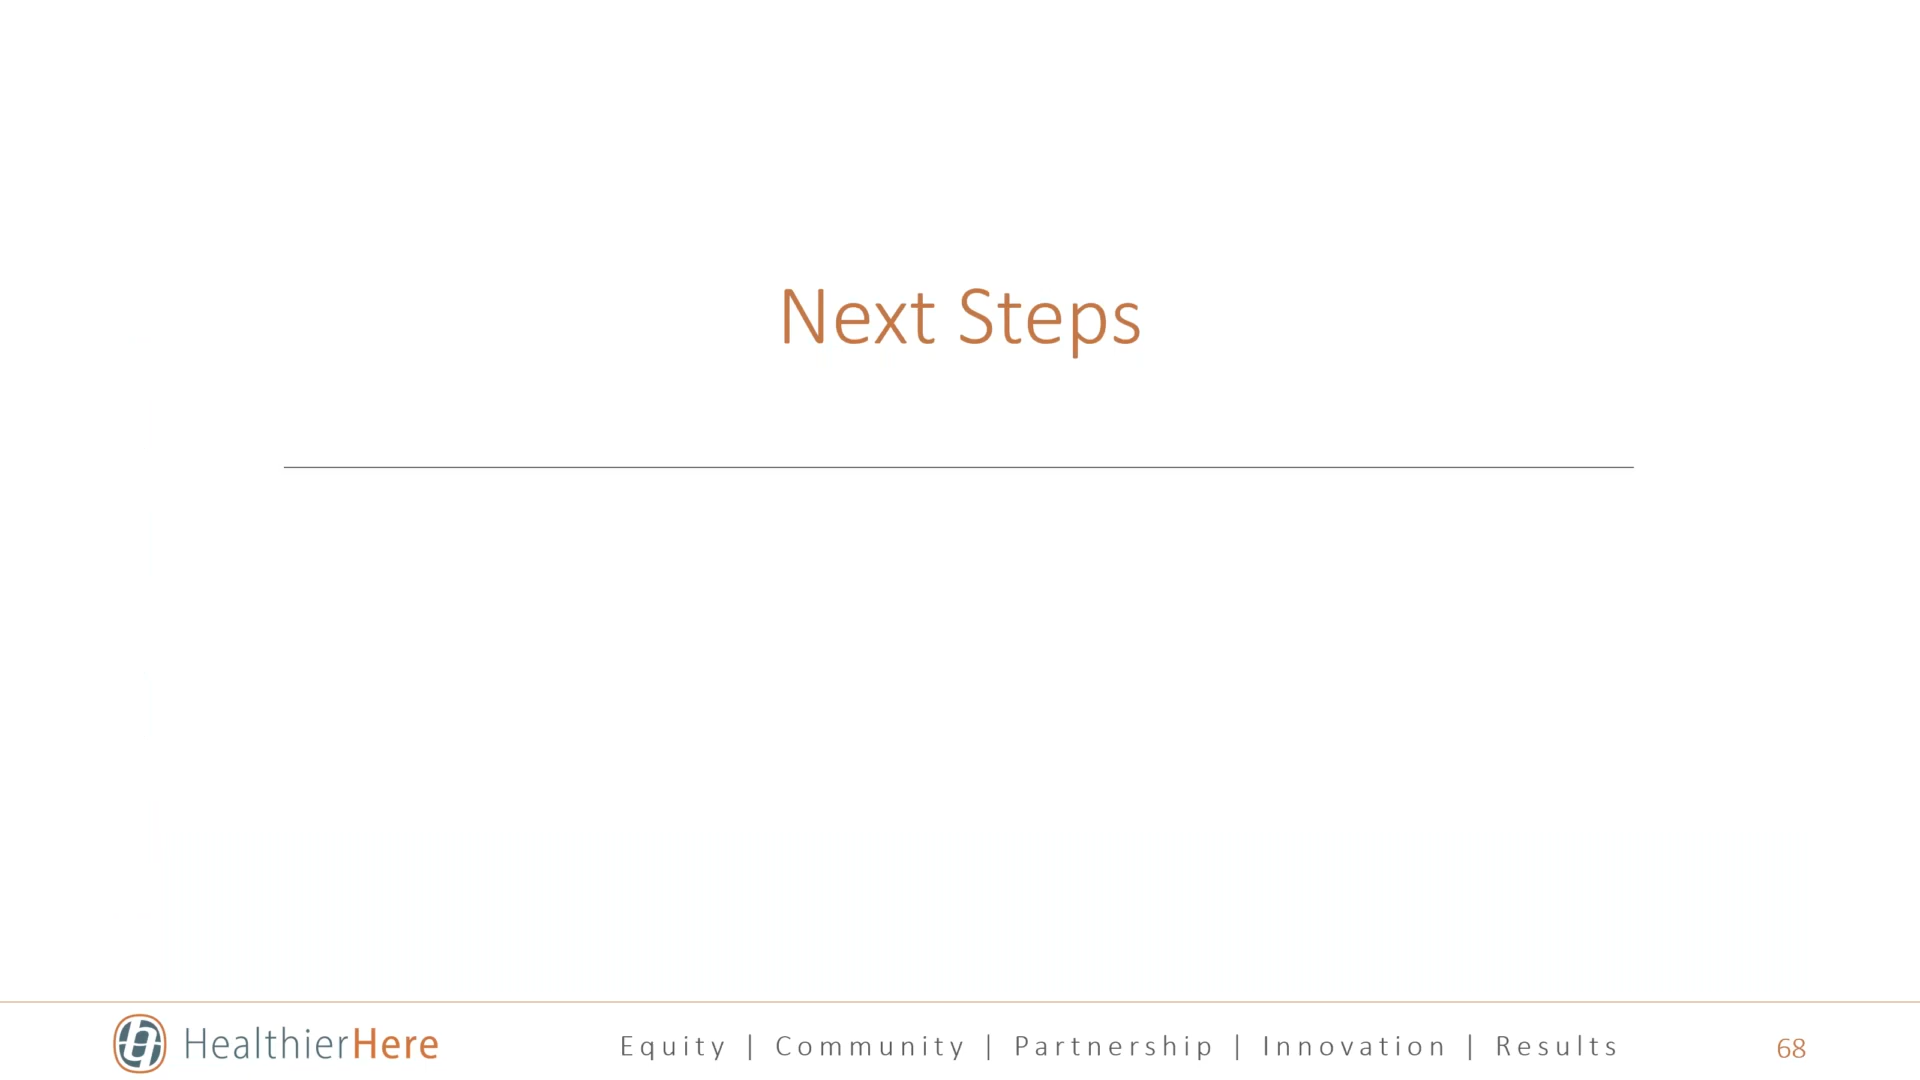 Next Steps
HealthierHere
Equity | Community | Partnership | Innovation | Results
68